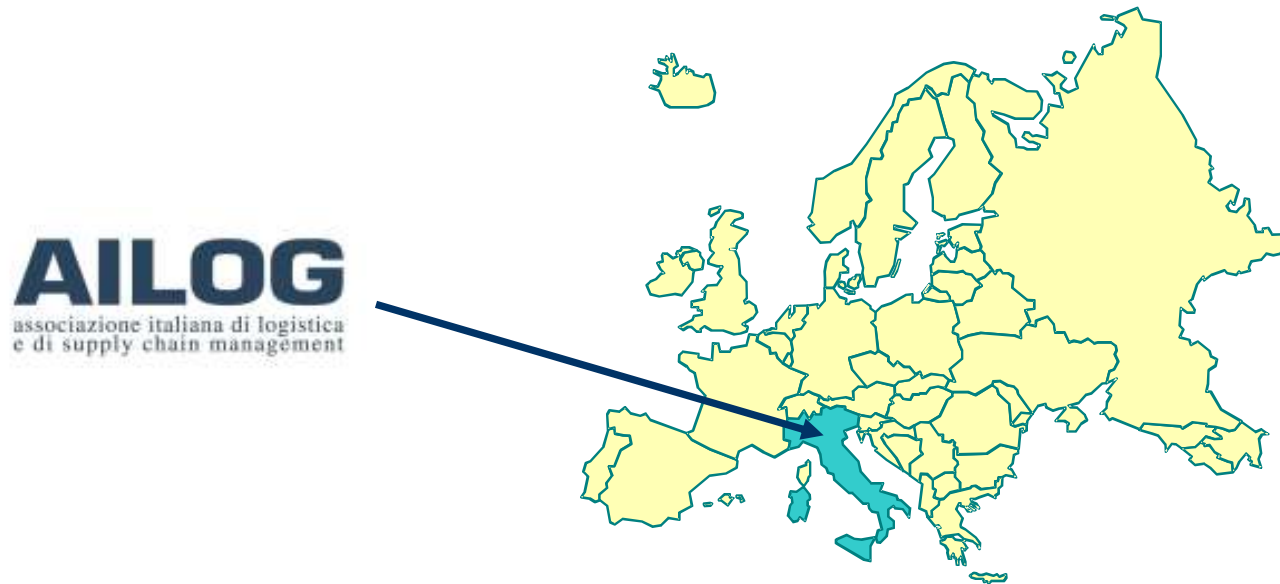 AILOG
associazione italiana di logistica
e di supply chain management